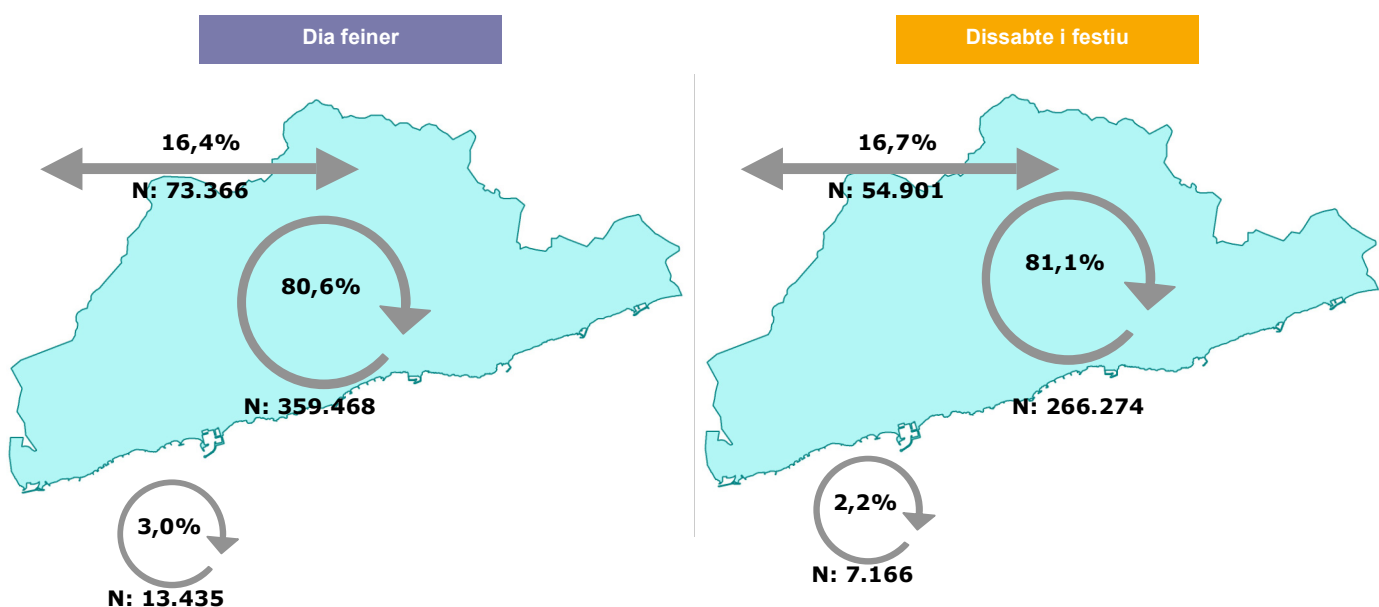 Dia feiner
16,4%
N: 73.366
80,6%
N: 359.468
3,0%
N: 13.435
Dissabte i festiu
16,7%
N: 54.901
81,1%
N: 266.274
2,2%
N: 7.166